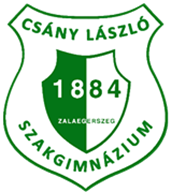 CSÁNY LÁSZLÓ
1884
ZALAEGERSZEG
SZAKGIMNÁZIUM